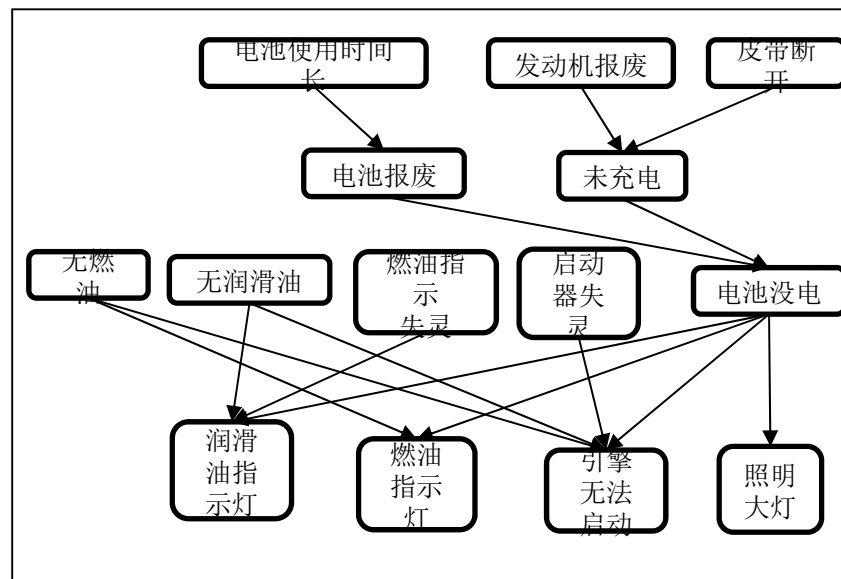 电池使用时间
长
发动机报废
皮带断
开
电池报废
未充电
无燃
油
无润滑油
燃油指
示
失灵
启动
器失
灵
电池没电
润滑
油指
示灯
燃油
指示
灯
引擎
无法
启动
照明
大灯